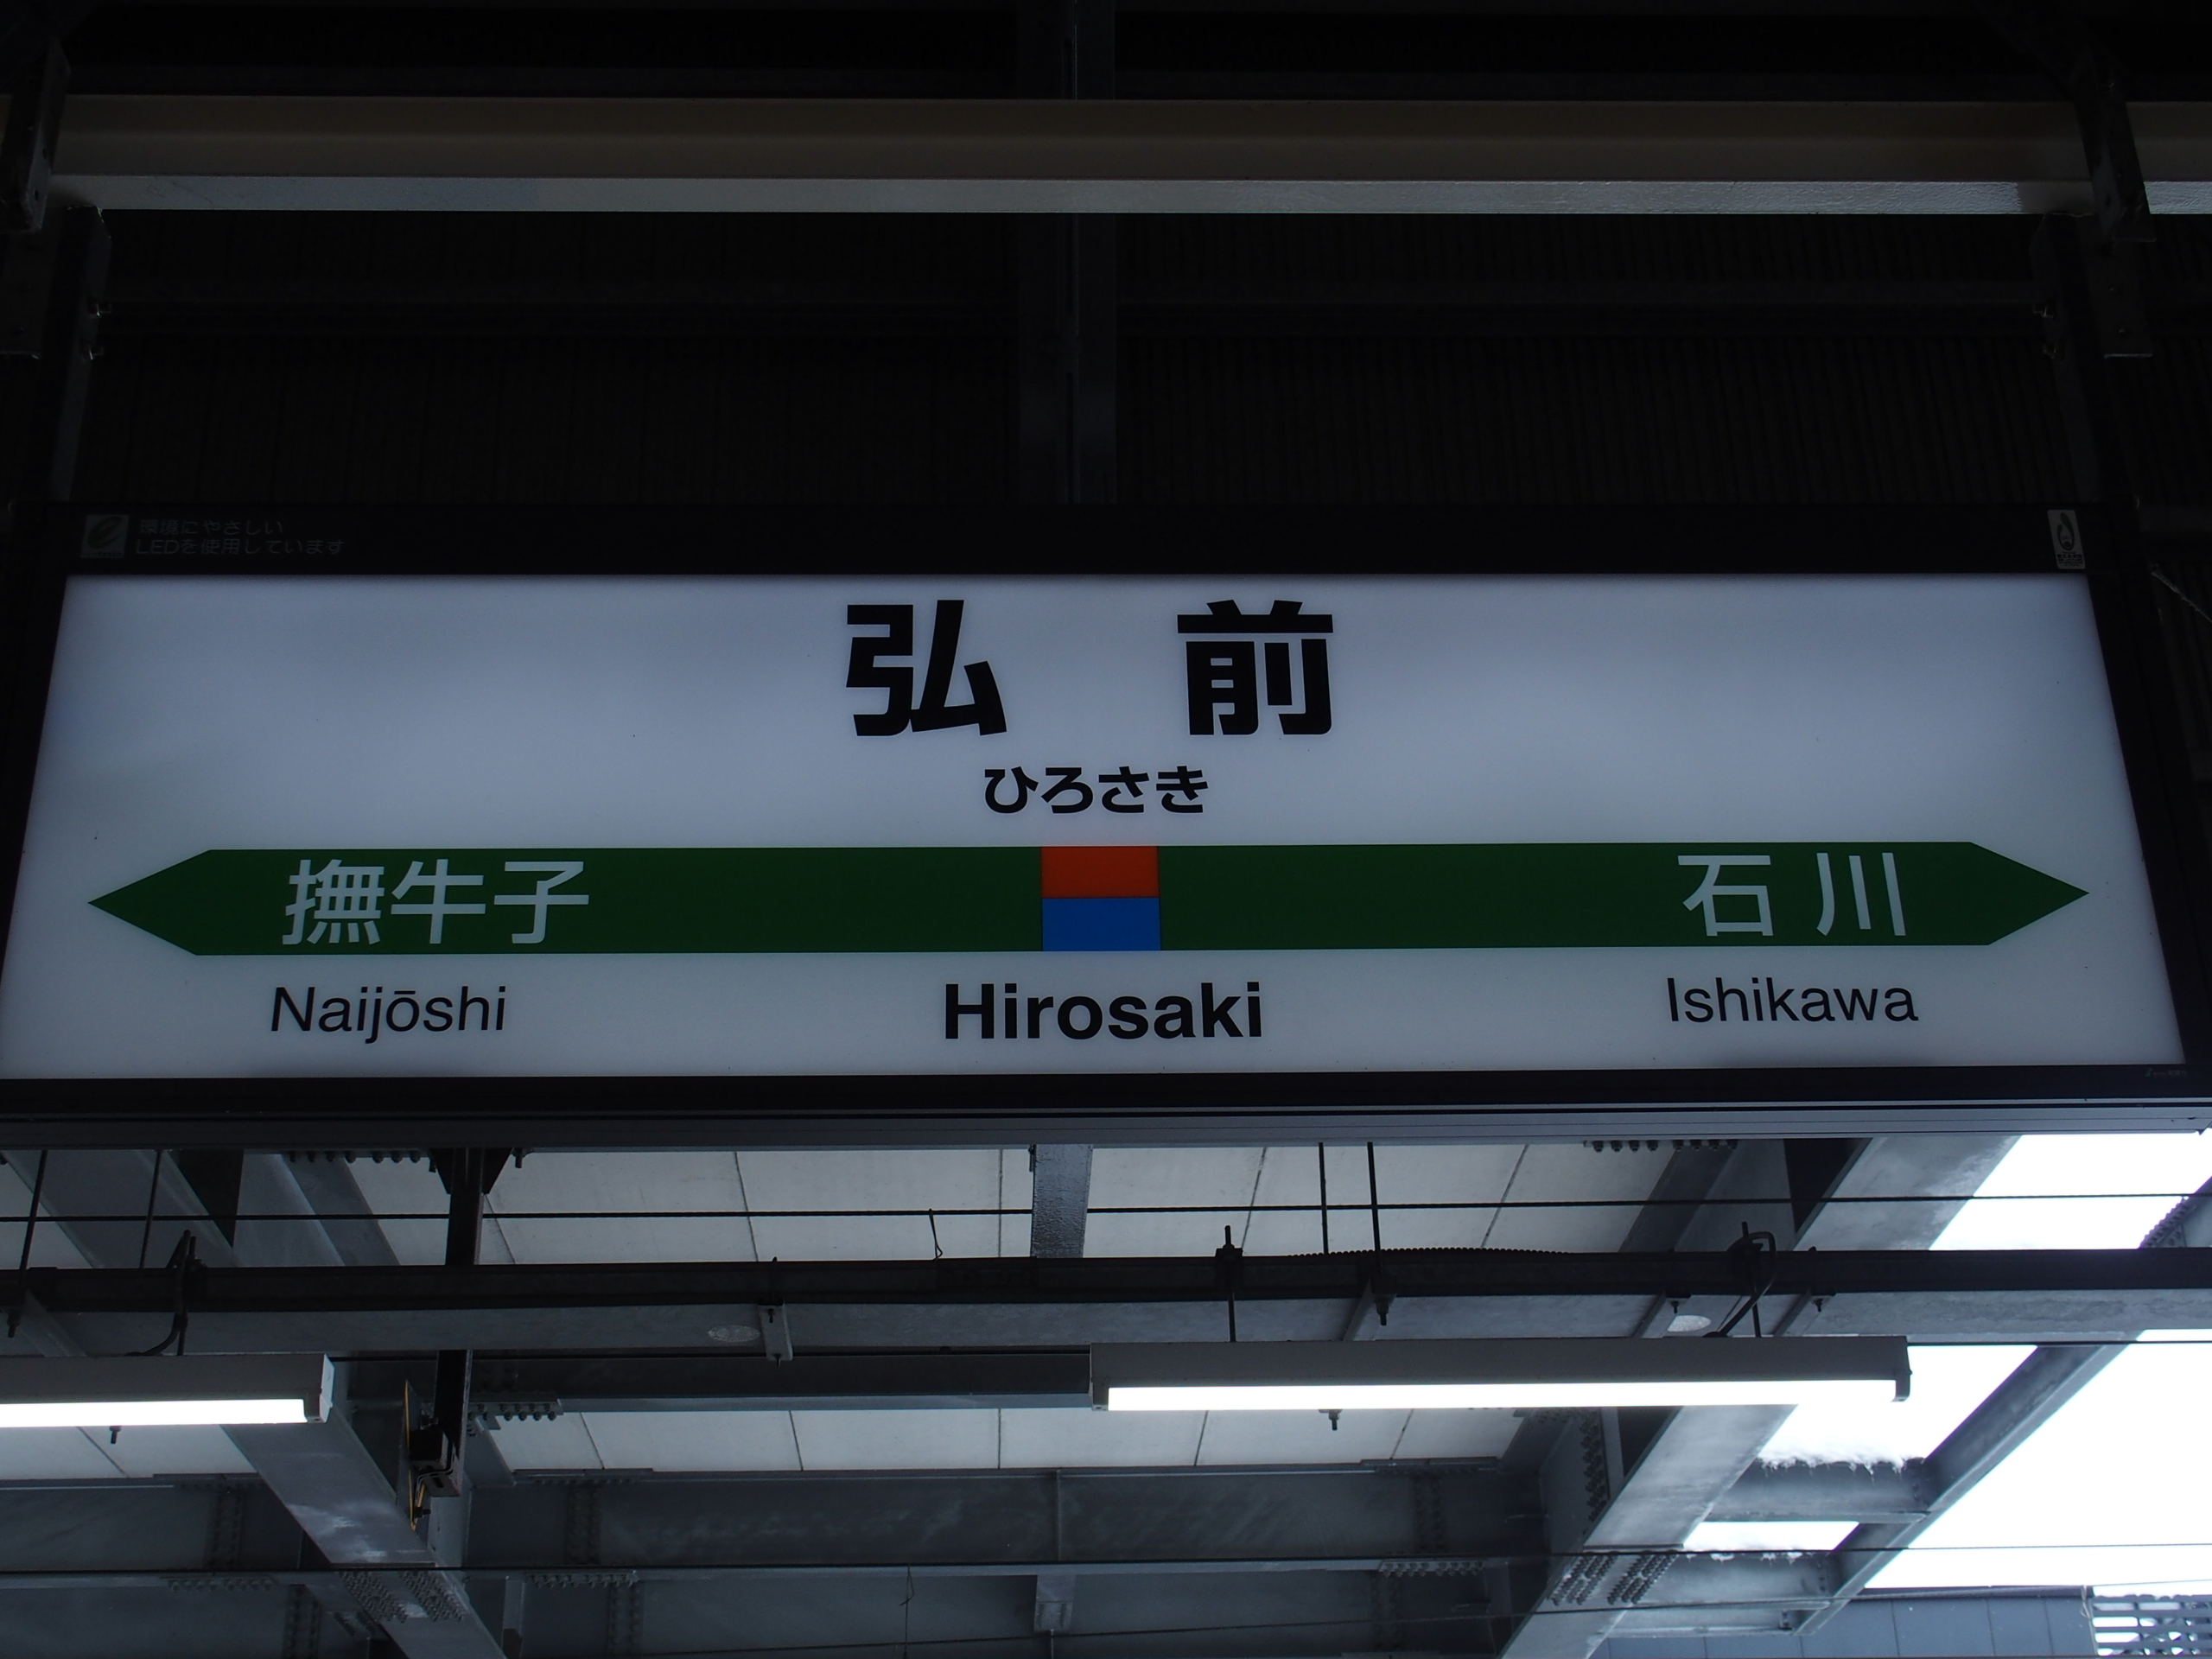 環境にやさしい
LEDを使用しています
弘前
ひろさき
撫牛子
石川
Naijōshi
Hirosaki
Ishikawa